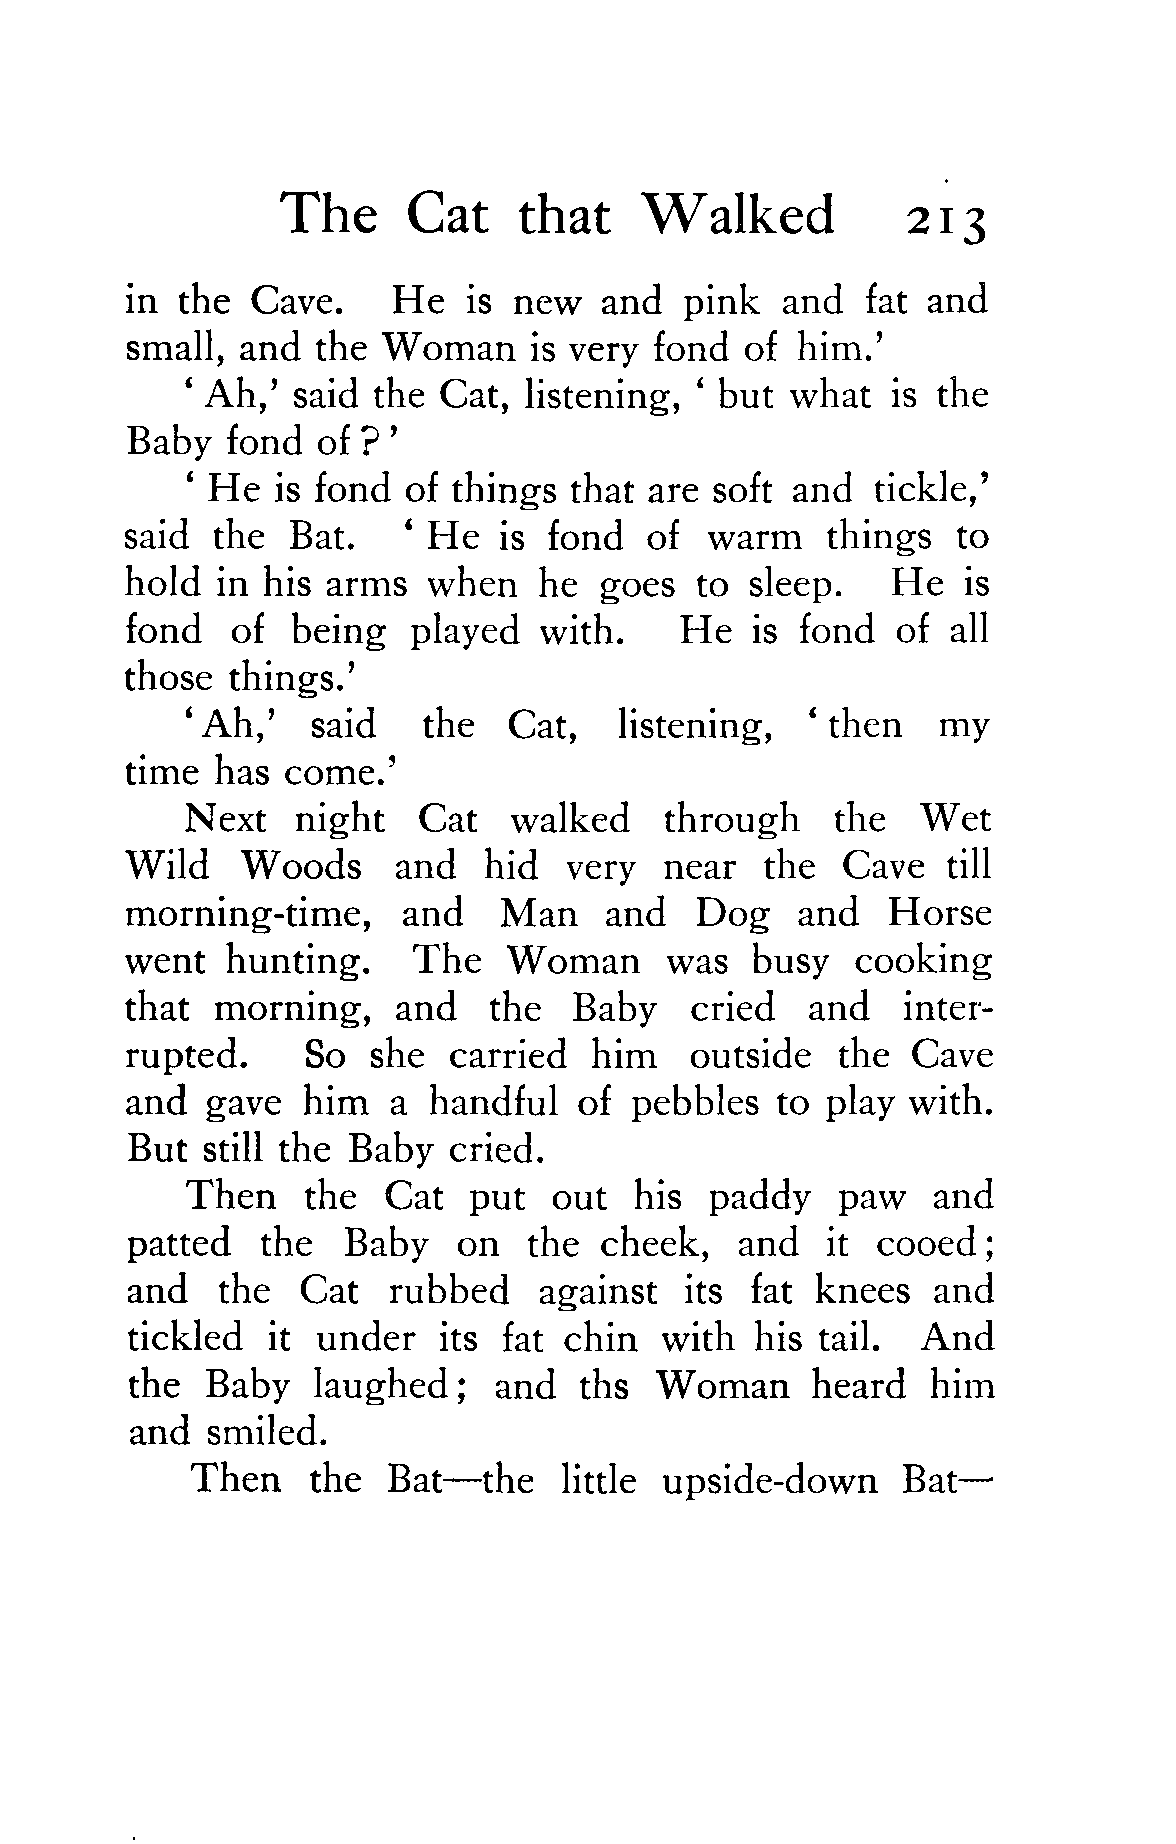 The Cat that Walked 213
in the Cave. He is new and pink and fat and
small, and the Woman is very fond of him.’
‘ Ah,’ said the Cat, listening, ‘ but what is the
Baby fond of ? ’
‘ He is fond of things that are soft and tickle,’
said the Bat. ‘ He is fond of warm things to
hold in his arms when he goes to sleep. He is
fond of being played with. He is fond of all
those things.’
‘ Ah,’ said the Cat, listening, ‘ then my
time has come.’
Next night Cat walked through the Wet
Wild Woods and hid very near the Cave till
morning-time, and Man and Dog and Horse
went hunting. The Woman was busy cooking
that morning, and the Baby cried and inter-
rupted. So she carried him outside the Cave
and gave him a handful of pebbles to play with.
But still the Baby cried.
Then the Cat put out his paddy paw and
patted the Baby on the cheek, and it cooed ;
and the Cat rubbed against its fat knees and
tickled it under its fat chin with his tail. And
the Baby laughed ; and ths Woman heard him
and smiled.
Then the Bat—the little upside-down Bat—